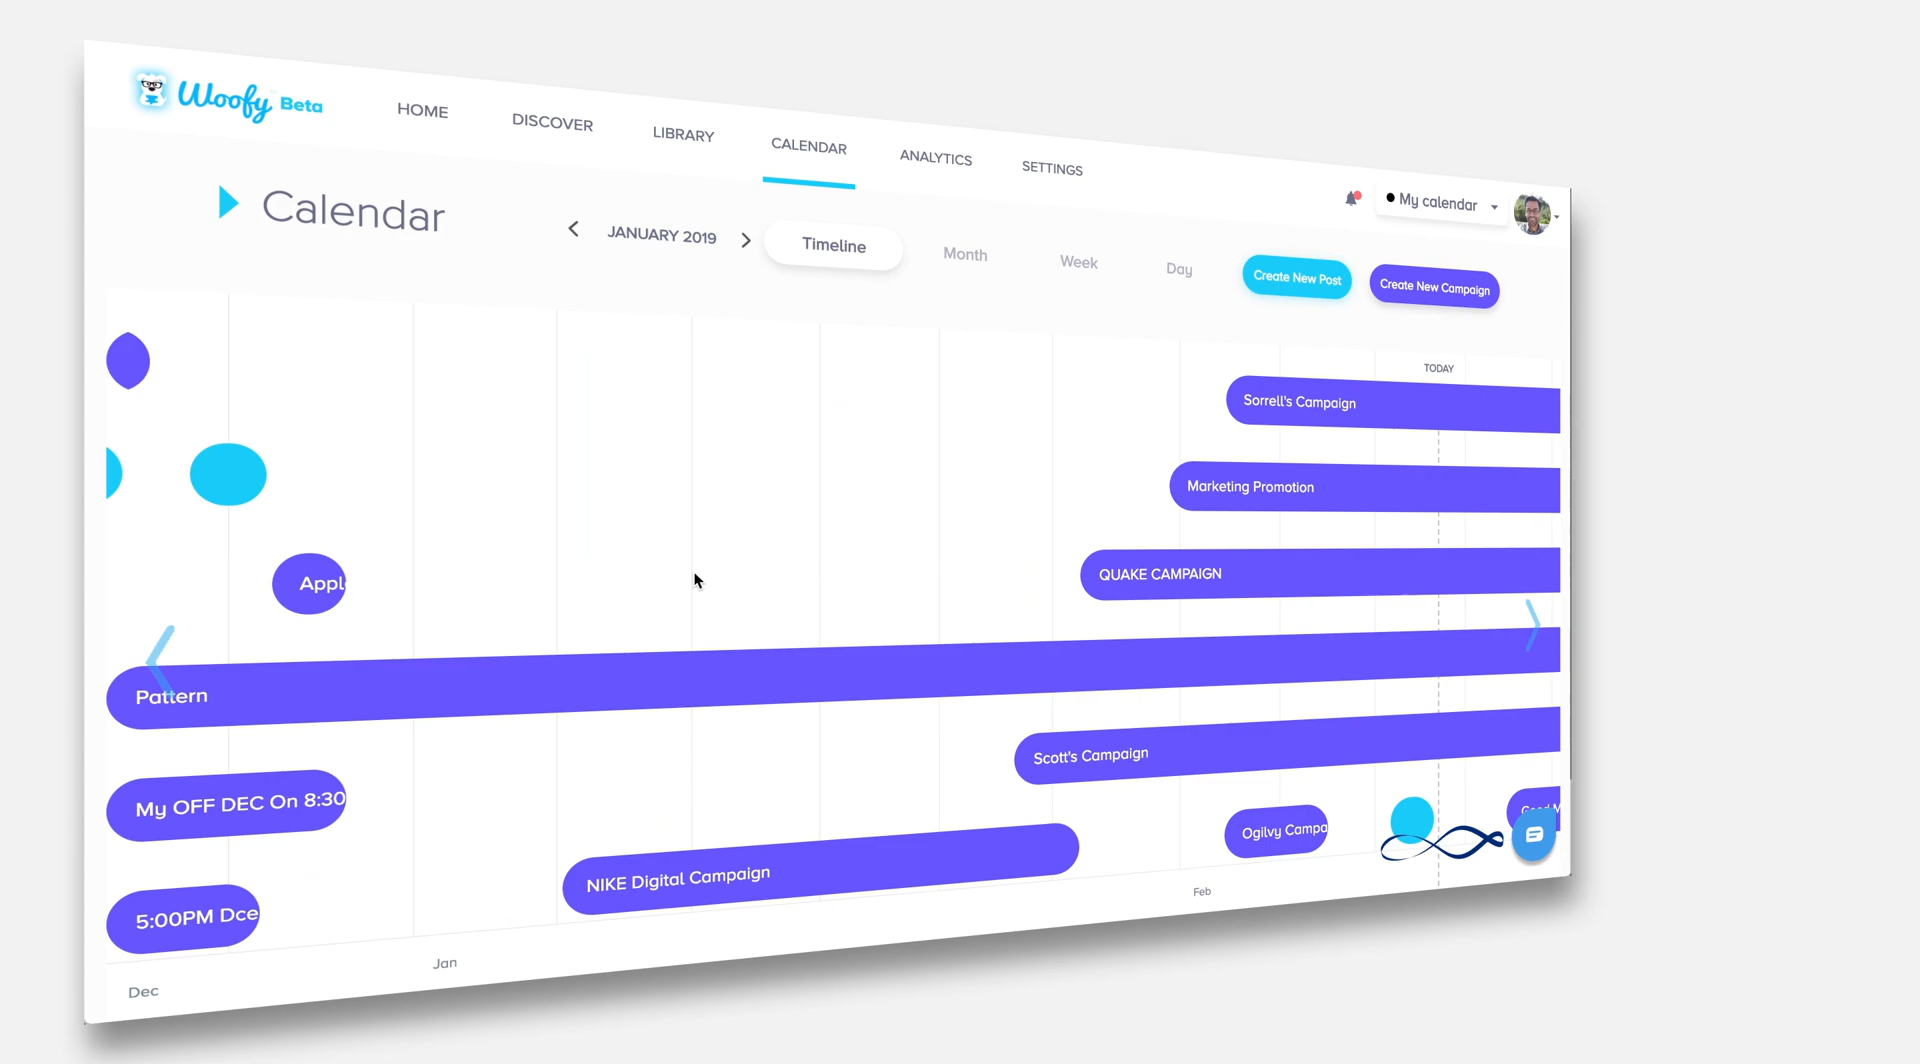 Woofy Beta
HOME
DISCOVER
LIBRARY
CALENDAR
ANALYTICS
SETTINGS
My calendar
Calendar
JANUARY 2019
Timeline
Month
Week
Day
Create New Post
Create New Campaign
TODAY
Sorrell's Campaign
Marketing Promotion
QUAKE CAMPAIGN
Appl
Pattern
Scott's Campaign
My OFF DEC On 8:30
Ogilvy Campa
NIKE Digital Campaign
5:00PM Dce
Feb
Jan
Dec